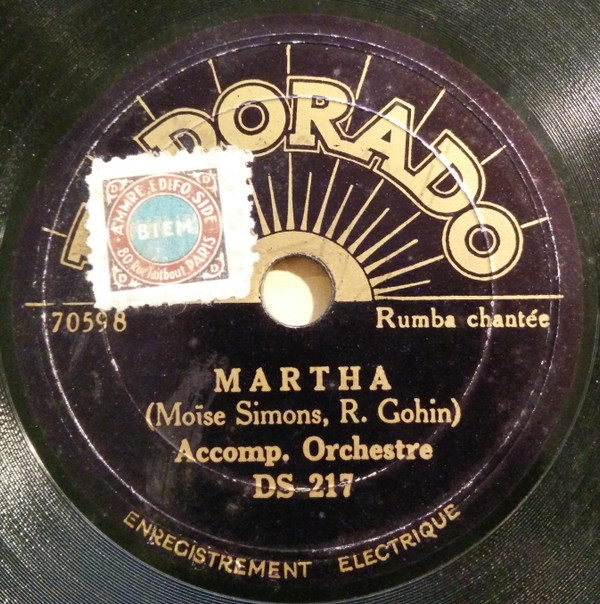 DORADO
AMMRE.EDIFO·SIDE
BIEM
80 Rue Taitbout PARIS
70598
Rumba chantée
MARTHA
(Moïse Simons, R. Gohin)
Accomp. Orchestre
DS-217
ENREGISTREMENT ELECTRIQUE